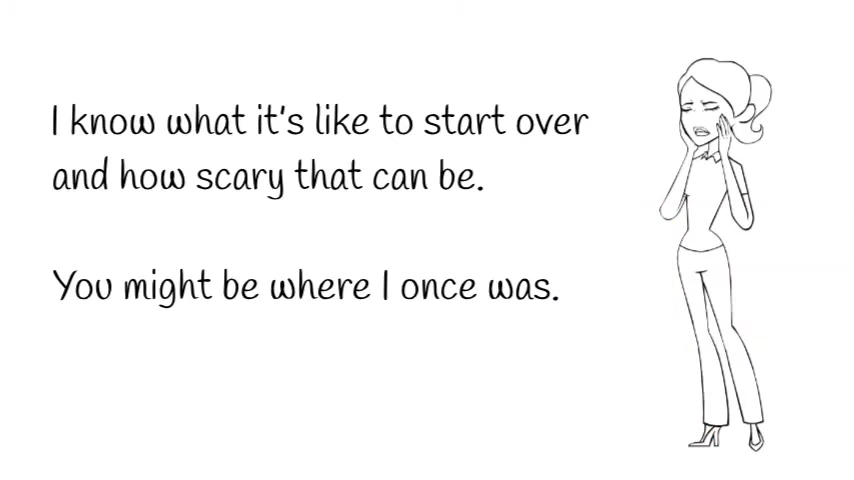 I know what it's like to start over
and how scary that can be.
You might be where I once was.